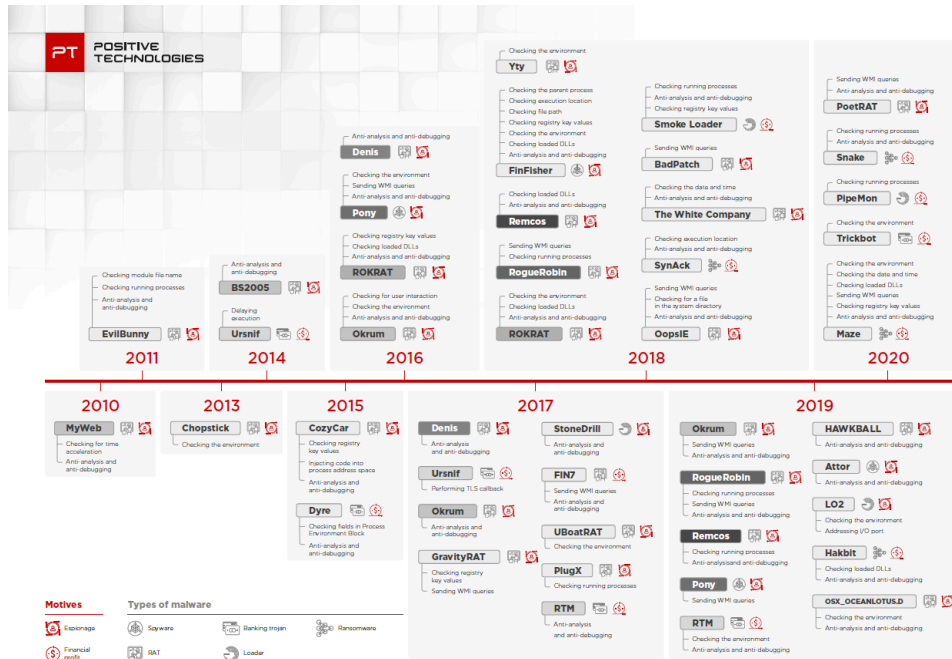 PT POSITIVE
TECHNOLOGIES
Checking module file name
Checking running processes
Anti-analysis and
anti-debugging
EvilBunny
2011
Anti-analysis and
anti-debugging
BS2005
Delaying
execution
Ursnif
2014
Anti-analysis and anti-debugging
Denis
Checking the environment
Sending WMI queries
Anti-analysis and anti-debugging
Pony
Checking registry key values
Checking loaded DLLs
Anti-analysis and anti-debugging
ROKRAT
Checking for user interaction
Checking the environment
Anti-analysis and anti-debugging
Okrum
2016
Checking the environment
Yty
Checking the parent process
Checking execution location
Checking file path
Checking registry key values
Checking the environment
Checking loaded DLLs
Anti-analysis and anti-debugging
FinFisher
Checking loaded DLLs
Anti-analysis and anti-debugging
Remcos
Sending WMI queries
Checking running processes
RogueRobin
Checking the environment
Checking loaded DLLs
Anti-analysis and anti-debugging
ROKRAT
Checking running processes
Anti-analysis and anti-debugging
Checking registry key values
Smoke Loader
Sending WMI queries
BadPatch
Checking the date and time
Anti-analysis and anti-debugging
The White Company
Checking execution location
Anti-analysis and anti-debugging
SynAck
Sending WMI queries
Checking for a file
in the system directory
Anti-analysis and anti-debugging
OopsIE
2018
Sending WMI queries
Anti-analysis and anti-debugging
PoetRAT
Checking running processes
Anti-analysis and anti-debugging
Snake
Checking running processes
PipeMon
Checking the environment
Trickbot
Checking the environment
Checking the date and time
Checking loaded DLLs
Sending WMI queries
Checking registry key values
Anti-analysis and anti-debugging
Maze
2020
2010
MyWeb
Checking for time
acceleration
Anti-analysis and
anti-debugging
2013
Chopstick
Checking the environment
2015
CozyCar
Checking registry
key values
Injecting code into
process address space
Anti-analysis and
anti-debugging
Dyre
Checking fields in Process
Environment Block
Anti-analysis and
anti-debugging
2017
Denis
Anti-analysis
and anti-debugging
Ursnif
Performing TLS callback
Okrum
Anti-analysis and
anti-debugging
GravityRAT
Checking registry
key values
Sending WMI queries
StoneDrill
Anti-analysis and
anti-debugging
FIN7
Sending WMI queries
Anti-analysis and
anti-debugging
UBoatRAT
Checking the environment
PlugX
Checking running processes
RTM
Anti-analysis
and anti-debugging
2019
Okrum
Sending WMI queries
Anti-analysis and anti-debugging
RogueRobin
Checking running processes
Sending WMI queries
Anti-analysis and anti-debugging
Remcos
Checking running processes
Anti-analysisand anti-debugging
Pony
Sending WMI queries
RTM
Checking the environment
Anti-analysis and anti-debugging
HAWKBALL
Anti-analysis and anti-debugging
Attor
Anti-analysis and anti-debugging
LO2
Checking the environment
Addressing I/O port
Hakbit
Checking loaded DLLs
Anti-analysis and anti-debugging
OSX_OCEANLOTUS.D
Checking the environment
Anti-analysis and anti-debugging
Motives
Espionage
Financial
profit
Types of malware
Spyware
Banking trojan
Ransomware
RAT
Loader